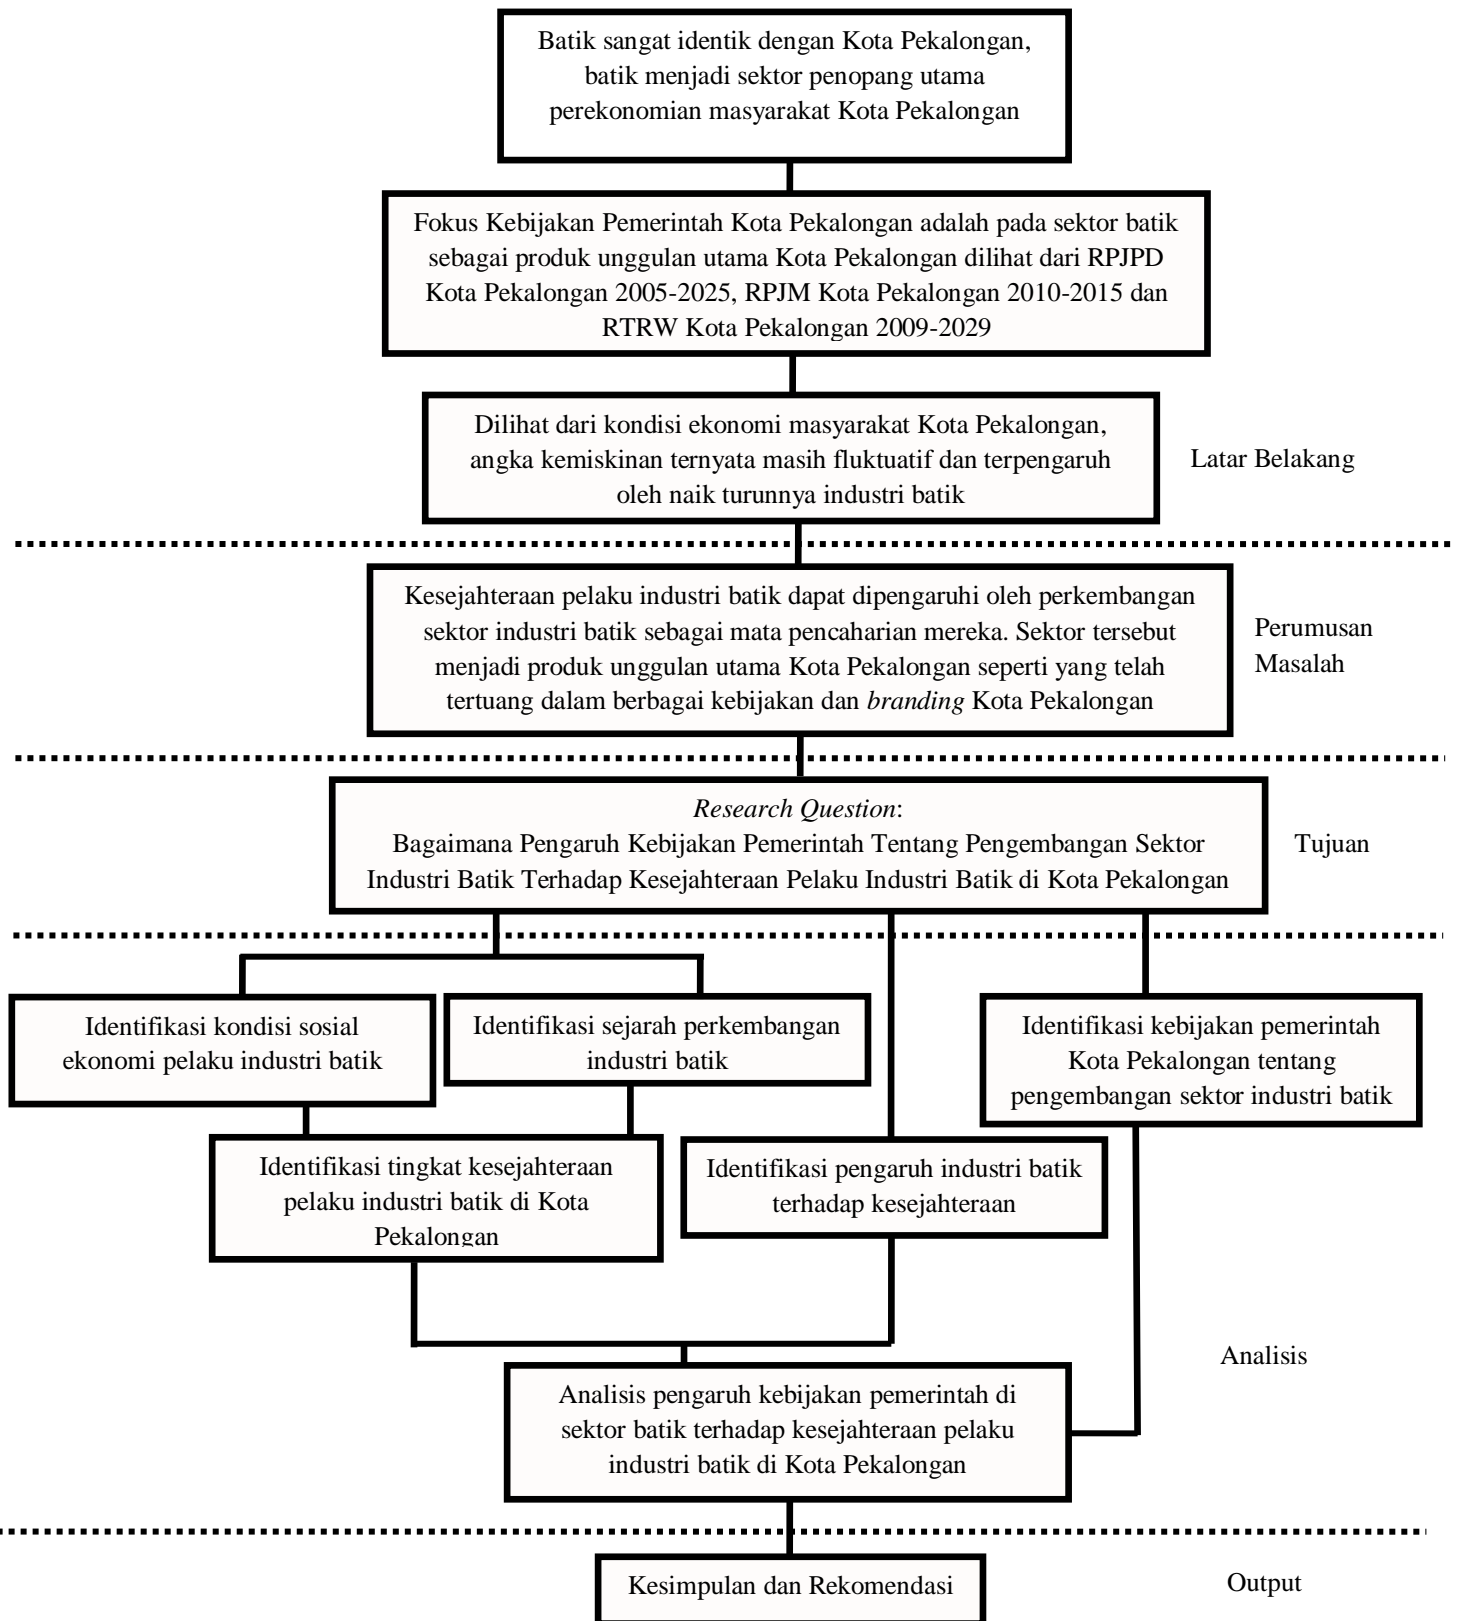 Batik sangat identik dengan Kota Pekalongan,
batik menjadi sektor penopang utama
perekonomian masyarakat Kota Pekalongan
Fokus Kebijakan Pemerintah Kota Pekalongan adalah pada sektor batik
sebagai produk unggulan utama Kota Pekalongan dilihat dari RPJPD
Kota Pekalongan 2005-2025, RPJM Kota Pekalongan 2010-2015 dan
RTRW Kota Pekalongan 2009-2029
Dilihat dari kondisi ekonomi masyarakat Kota Pekalongan,
angka kemiskinan ternyata masih fluktuatif dan terpengaruh
oleh naik turunnya industri batik
Latar Belakang
Kesejahteraan pelaku industri batik dapat dipengaruhi oleh perkembangan
sektor industri batik sebagai mata pencaharian mereka. Sektor tersebut
menjadi produk unggulan utama Kota Pekalongan seperti yang telah
tertuang dalam berbagai kebijakan dan branding Kota Pekalongan
Perumusan
Masalah
Research Question:
Bagaimana Pengaruh Kebijakan Pemerintah Tentang Pengembangan Sektor
Industri Batik Terhadap Kesejahteraan Pelaku Industri Batik di Kota Pekalongan
Tujuan
Identifikasi kondisi sosial
ekonomi pelaku industri batik
Identifikasi sejarah perkembangan
industri batik
Identifikasi kebijakan pemerintah
Kota Pekalongan tentang
pengembangan sektor industri batik
Identifikasi tingkat kesejahteraan
pelaku industri batik di Kota
Pekalongan
Identifikasi pengaruh industri batik
terhadap kesejahteraan
Analisis
Analisis pengaruh kebijakan pemerintah di
sektor batik terhadap kesejahteraan pelaku
industri batik di Kota Pekalongan
Kesimpulan dan Rekomendasi
Output